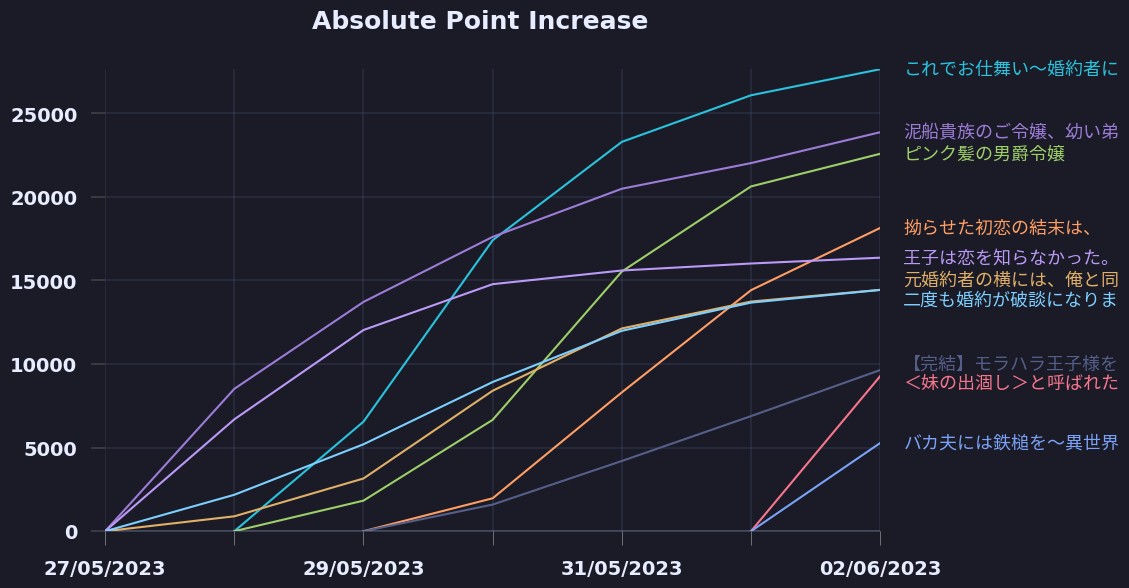 Absolute Point Increase
25000
20000
15000
10000
5000
0
27/05/2023
29/05/2023
31/05/2023
02/06/2023
これでお仕舞い～婚約者に
泥船貴族のご令嬢、幼い弟
ピンク髪の男爵令嬢
拗らせた初恋の結末は、
王子は恋を知らなかった。
元婚約者の横には、俺と同
二度も婚約が破談になりま
【完結】モラハラ王子様を
＜妹の出涸し＞と呼ばれた
バカ夫には鉄槌を～異世界